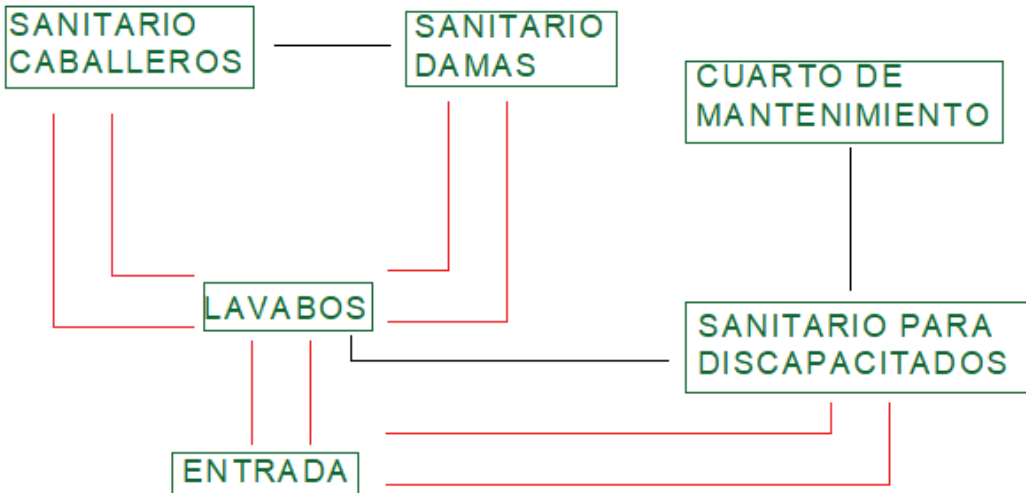 SANITARIO
CABALLEROS
SANITARIO
DAMAS
CUARTO DE
MANTENIMIENTO
LAVABOS
SANITARIO PARA
DISCAPACITADOS
ENTRADA